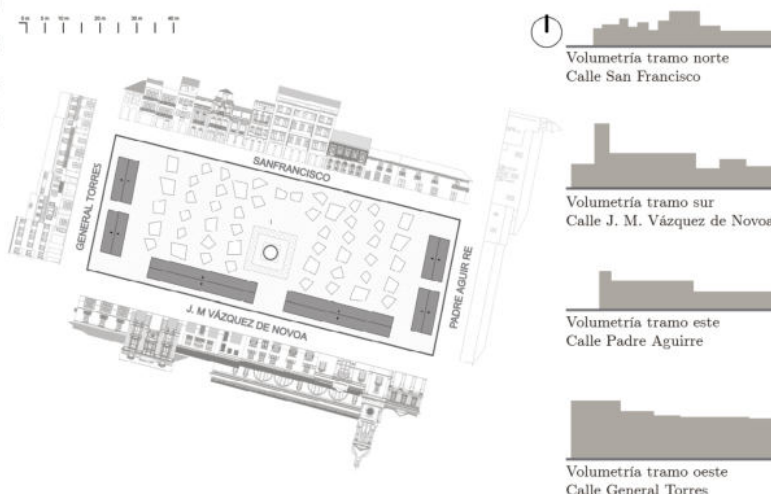 0 m 5 m 10 m 20 m 30 m 40 m
SANFRANCISCO
GENERAL TORRES
PADRE AGUIR RE
J. M VÁZQUEZ DE NOVOA
Volumetría tramo norte
Calle San Francisco
Volumetría tramo sur
Calle J. M. Vázquez de Novoa
Volumetría tramo este
Calle Padre Aguirre
Volumetría tramo oeste
Calle General Torres